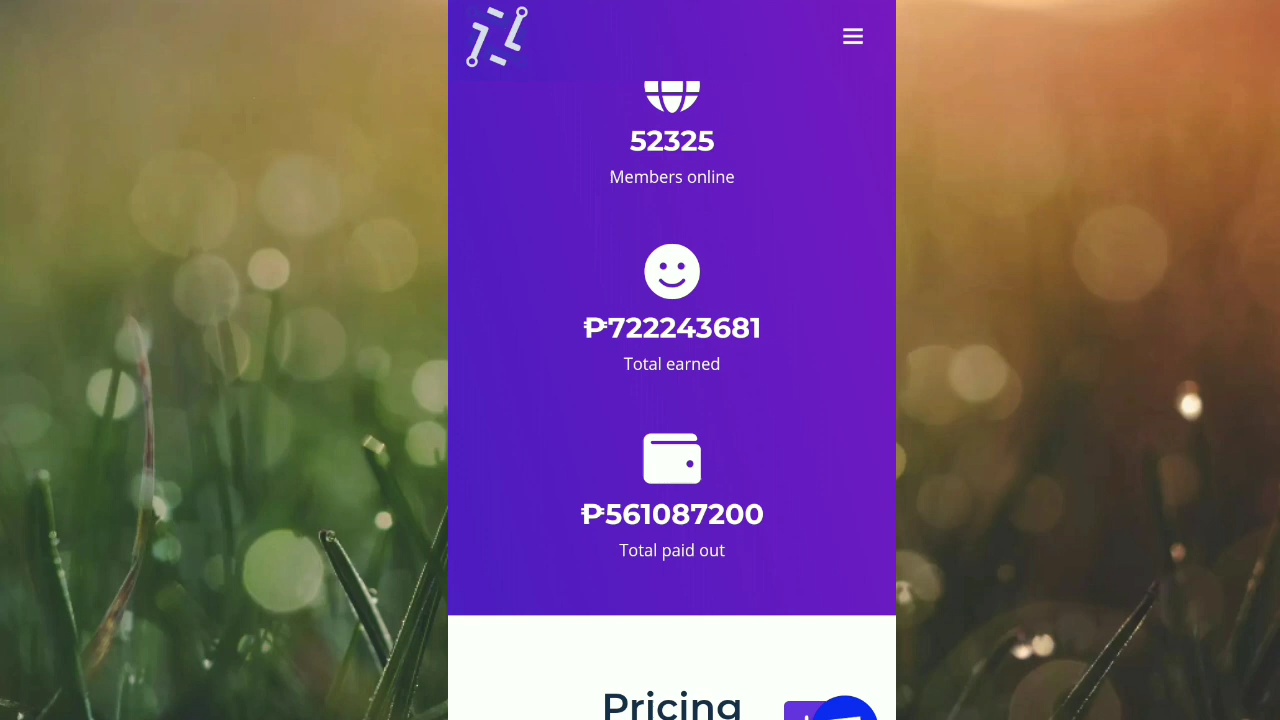 52325
Members online
₱722243681
Total earned
₱561087200
Total paid out
Pricing